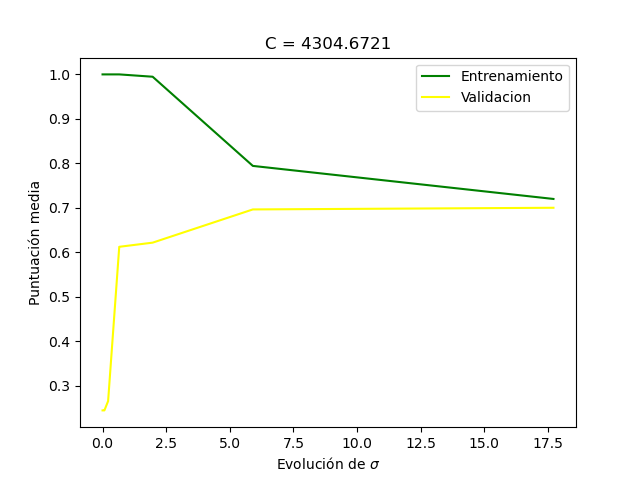 C = 4304.6721
Entrenamiento
Validacion
Puntuación media
1.0
0.9
0.8
0.7
0.6
0.5
0.4
0.3
0.0 2.5 5.0 7.5 10.0 12.5 15.0 17.5
Evolución de σ